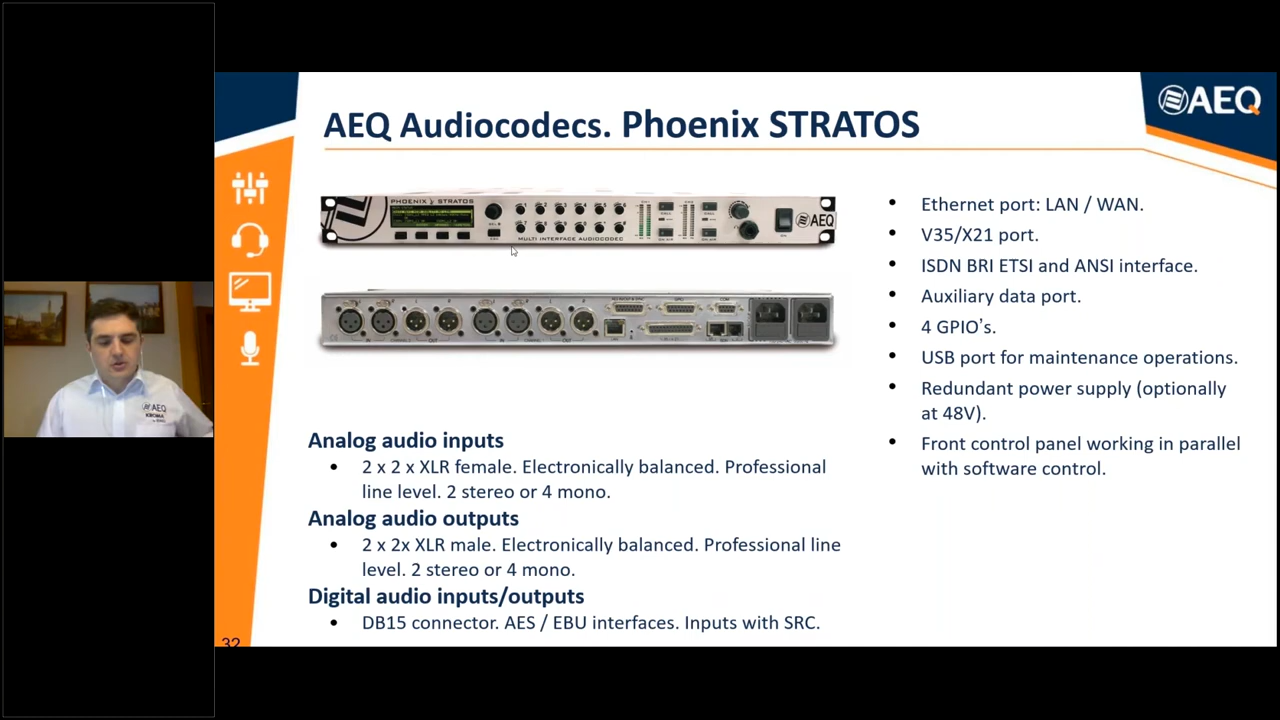 AEQ Audiocodecs. Phoenix STRATOS
AEQ
PHOENIX STRATOS
MULTI INTERFACE AUDIOCODEC
AEQ
Ethernet port: LAN / WAN.
V35/X21 port.
ISDN BRI ETSI and ANSI interface.
Auxiliary data port.
4 GPIO’s.
USB port for maintenance operations.
Redundant power supply (optionally
at 48V).
Front control panel working in parallel
with software control.
AEQ
KROMA
Analog audio inputs
2 x 2 x XLR female. Electronically balanced. Professional
line level. 2 stereo or 4 mono.
Analog audio outputs
2 x 2x XLR male. Electronically balanced. Professional line
level. 2 stereo or 4 mono.
Digital audio inputs/outputs
DB15 connector. AES / EBU interfaces. Inputs with SRC.
32